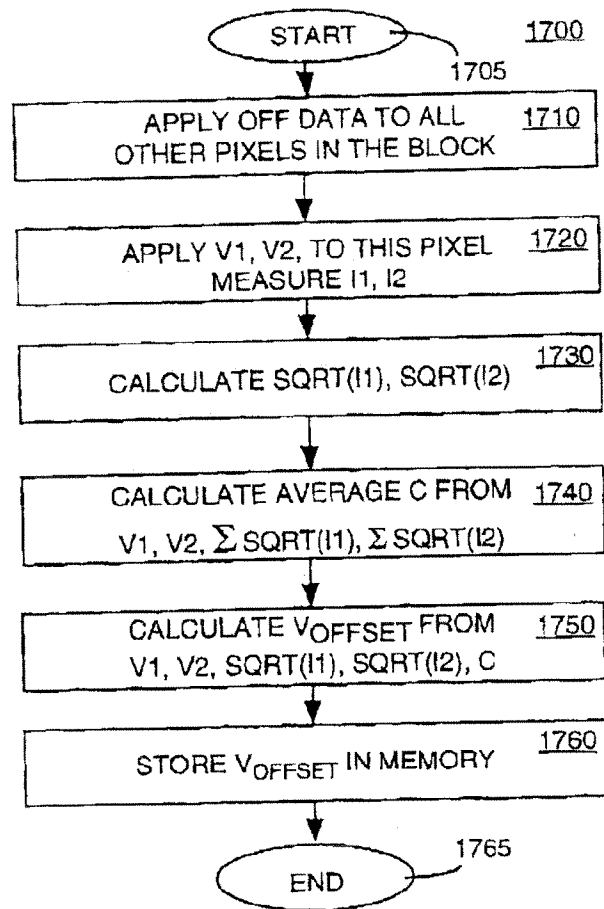 START
1700
1705
APPLY OFF DATA TO ALL 1710
OTHER PIXELS IN THE BLOCK
APPLY V1, V2, TO THIS PIXEL 1720
MEASURE I1, I2
1730
CALCULATE SQRT(I1), SQRT(I2)
CALCULATE AVERAGE C FROM 1740
V1, V2, Σ SQRT(I1), Σ SQRT(I2)
CALCULATE VOFFSET FROM 1750
V1, V2, SQRT(I1), SQRT(I2), C
1760
STORE VOFFSET IN MEMORY
1765
END